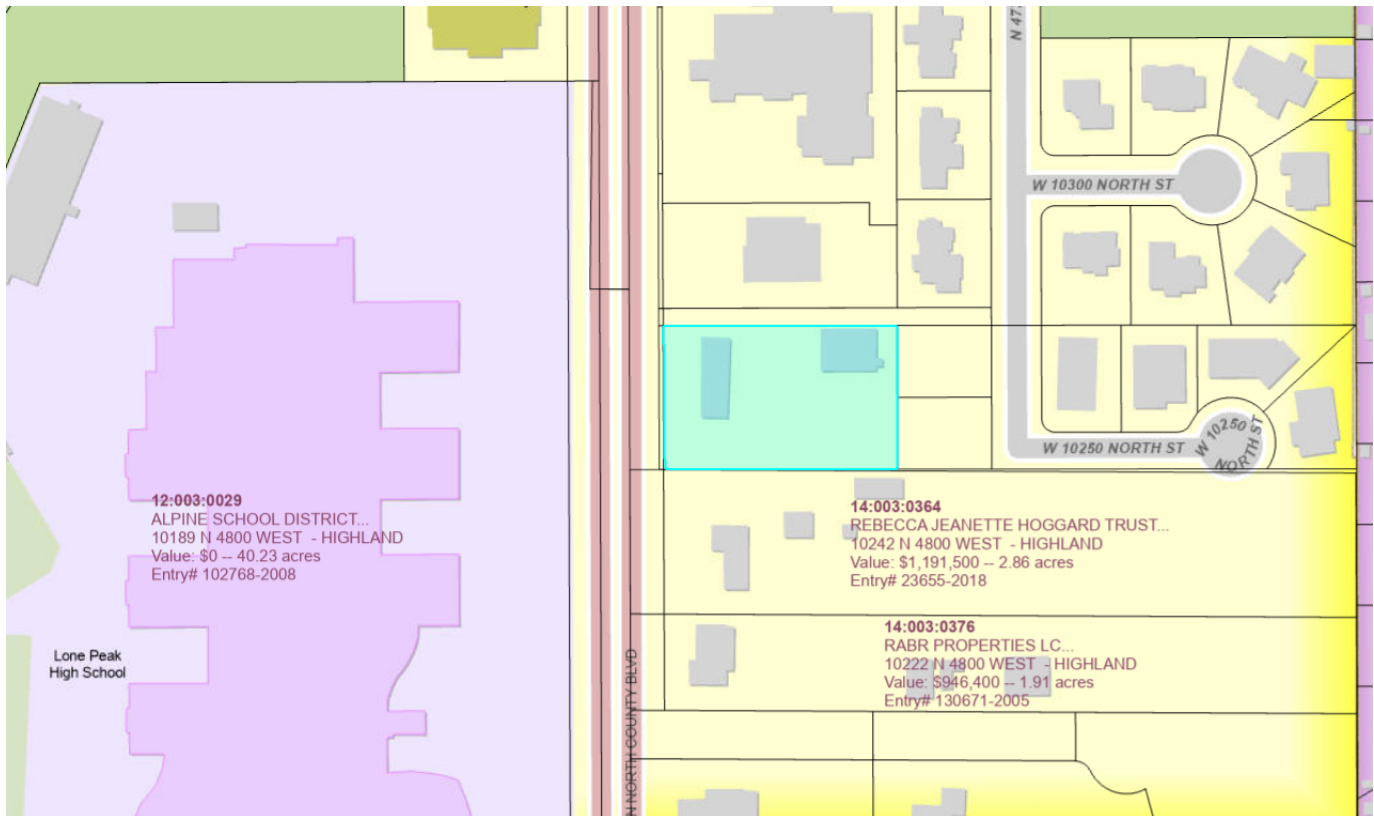 N 47
W 10300 NORTH ST
W 10250 NORTH ST
W 10250
NORTH ST
12:003:0029
ALPINE SCHOOL DISTRICT...
10189 N 4800 WEST - HIGHLAND
Value: $0 -- 40.23 acres
Entry# 102768-2008
14:003:0364
REBECCA JEANETTE HOGGARD TRUST...
10242 N 4800 WEST - HIGHLAND
Value: $1,191,500 -- 2.86 acres
Entry# 23655-2018
14:003:0376
RABR PROPERTIES LC...
10222 N 4800 WEST - HIGHLAND
Value: $946,400 -- 1.91 acres
Entry# 130671-2005
Lone Peak
High School
N NORTH COUNTY BLVD